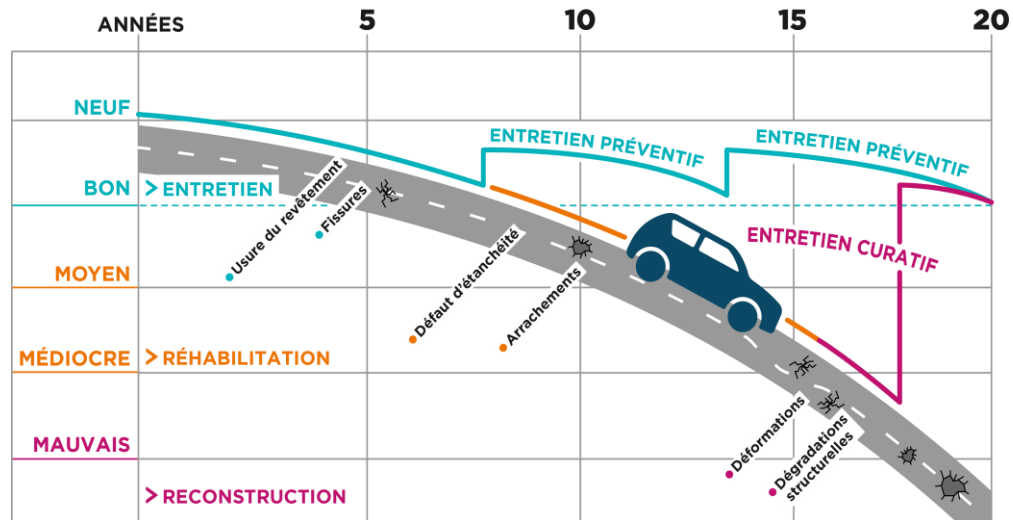 ANNÉES 5 10 15 20
NEUF
ENTRETIEN PRÉVENTIF
ENTRETIEN PRÉVENTIF
BON > ENTRETIEN
Usure du revêtement
Fissures
ENTRETIEN CURATIF
MOYEN
Défaut d'étanchéité
Arrachements
MÉDIOCRE > RÉHABILITATION
Déformations
Dégradations
structurelles
MAUVAIS
> RECONSTRUCTION